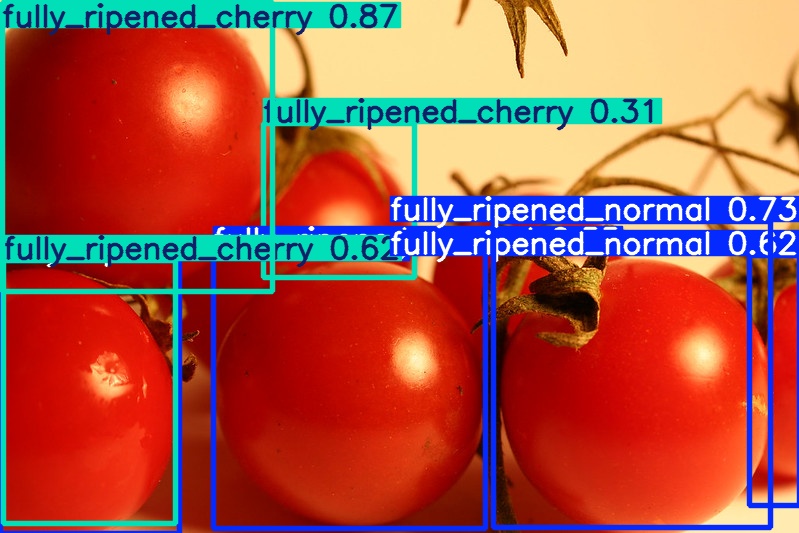 fully_ripened_cherry 0.87
fully_ripened_cherry 0.31
fully_ripened_normal 0.73
fully_ripened_cherry 0.62
fully_ripened_normal 0.62